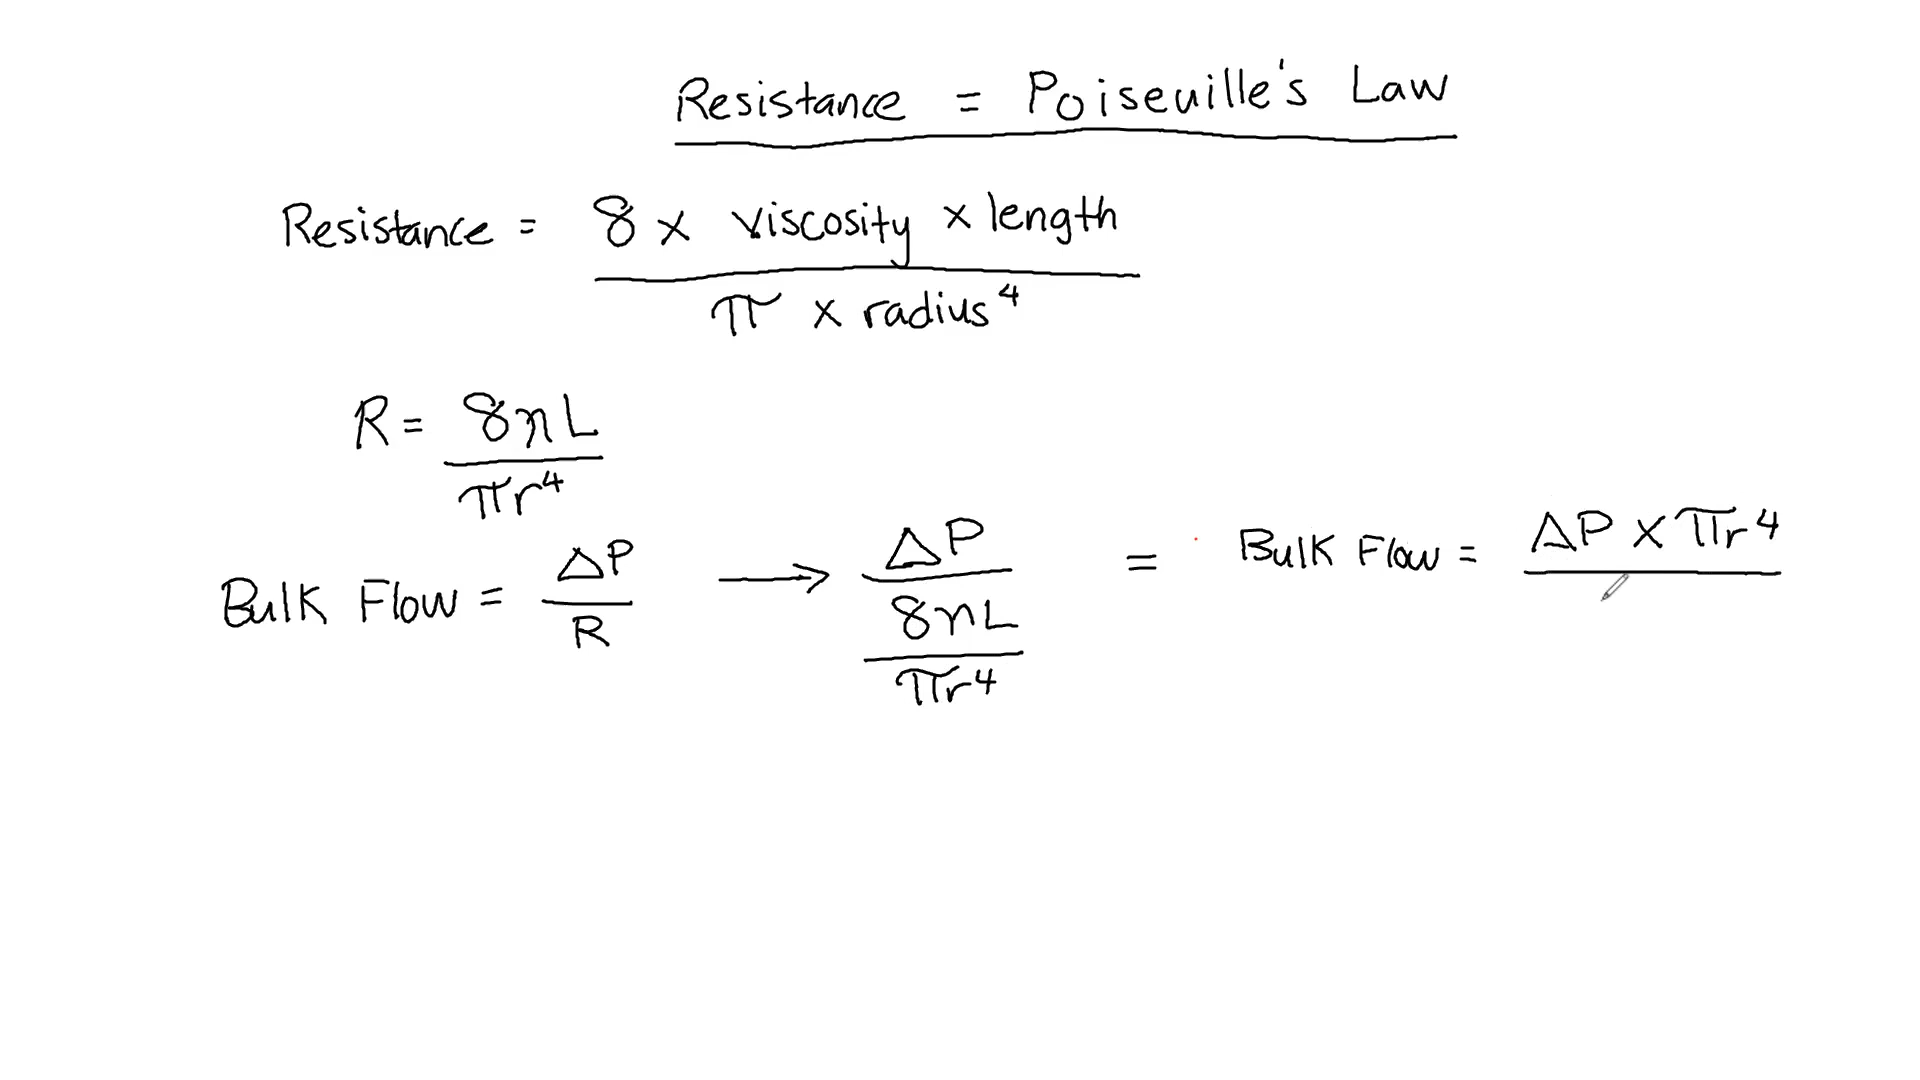 Resistance = Poiseuille's Law
Resistance = 8 x viscosity x length
π x radius⁴
R = 8ηL
πr⁴
Bulk Flow = ΔP / R → ΔP / 8ηL / πr⁴ = Bulk Flow = ΔP x πr⁴